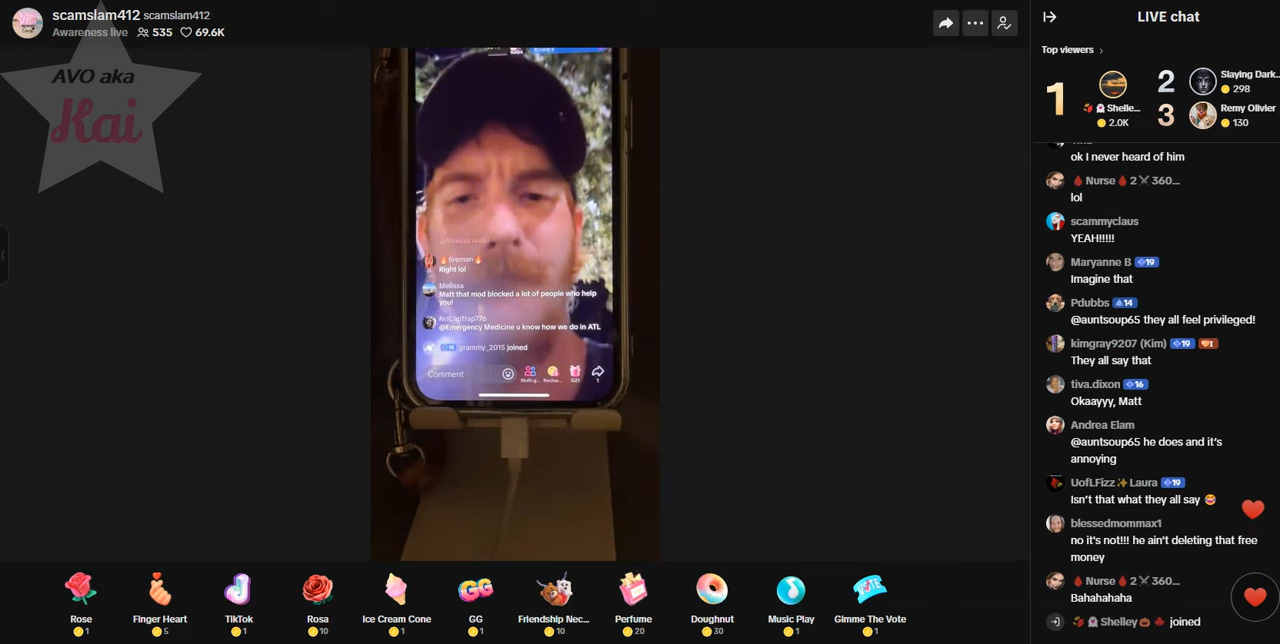 scamslam412 scamslam412
Awareness live 535 69.6K
AVO aka
Kai
LIVE chat
Top viewers >
1
Shelle...
2.0K
2
Slaying Dark...
298
3
Remy Olivier
130
ok I never heard of him
Nurse 2 360...
lol
scammyclaus
YEAH!!!!!
Maryanne B 19
Imagine that
Pdubbs 14
@auntsoup65 they all feel privileged!
kimgray9207 (Kim) 19 I
They all say that
tiva.dixon 16
Okaayyy, Matt
Andrea Elam
@auntsoup65 he does and it's
annoying
UofLFizz Laura 19
Isn't that what they all say
blessedmommax1
no it's not!!! he ain't deleting that free
money
Nurse 2 360...
Bahahahaha
Shelley joined
fireman
Right lol
Melissa
Matt that mod blocked a lot of people who help
you!
NoCapTrap776
@Emergency Medicine u know how we do in ATL
grammy_2015 joined
Comment
Multi-g...
Rechar...
Gift
1
Rose
1
Finger Heart
5
TikTok
1
Rosa
10
Ice Cream Cone
1
GG
1
Friendship Nec...
10
Perfume
20
Doughnut
30
Music Play
1
Gimme The Vote
1